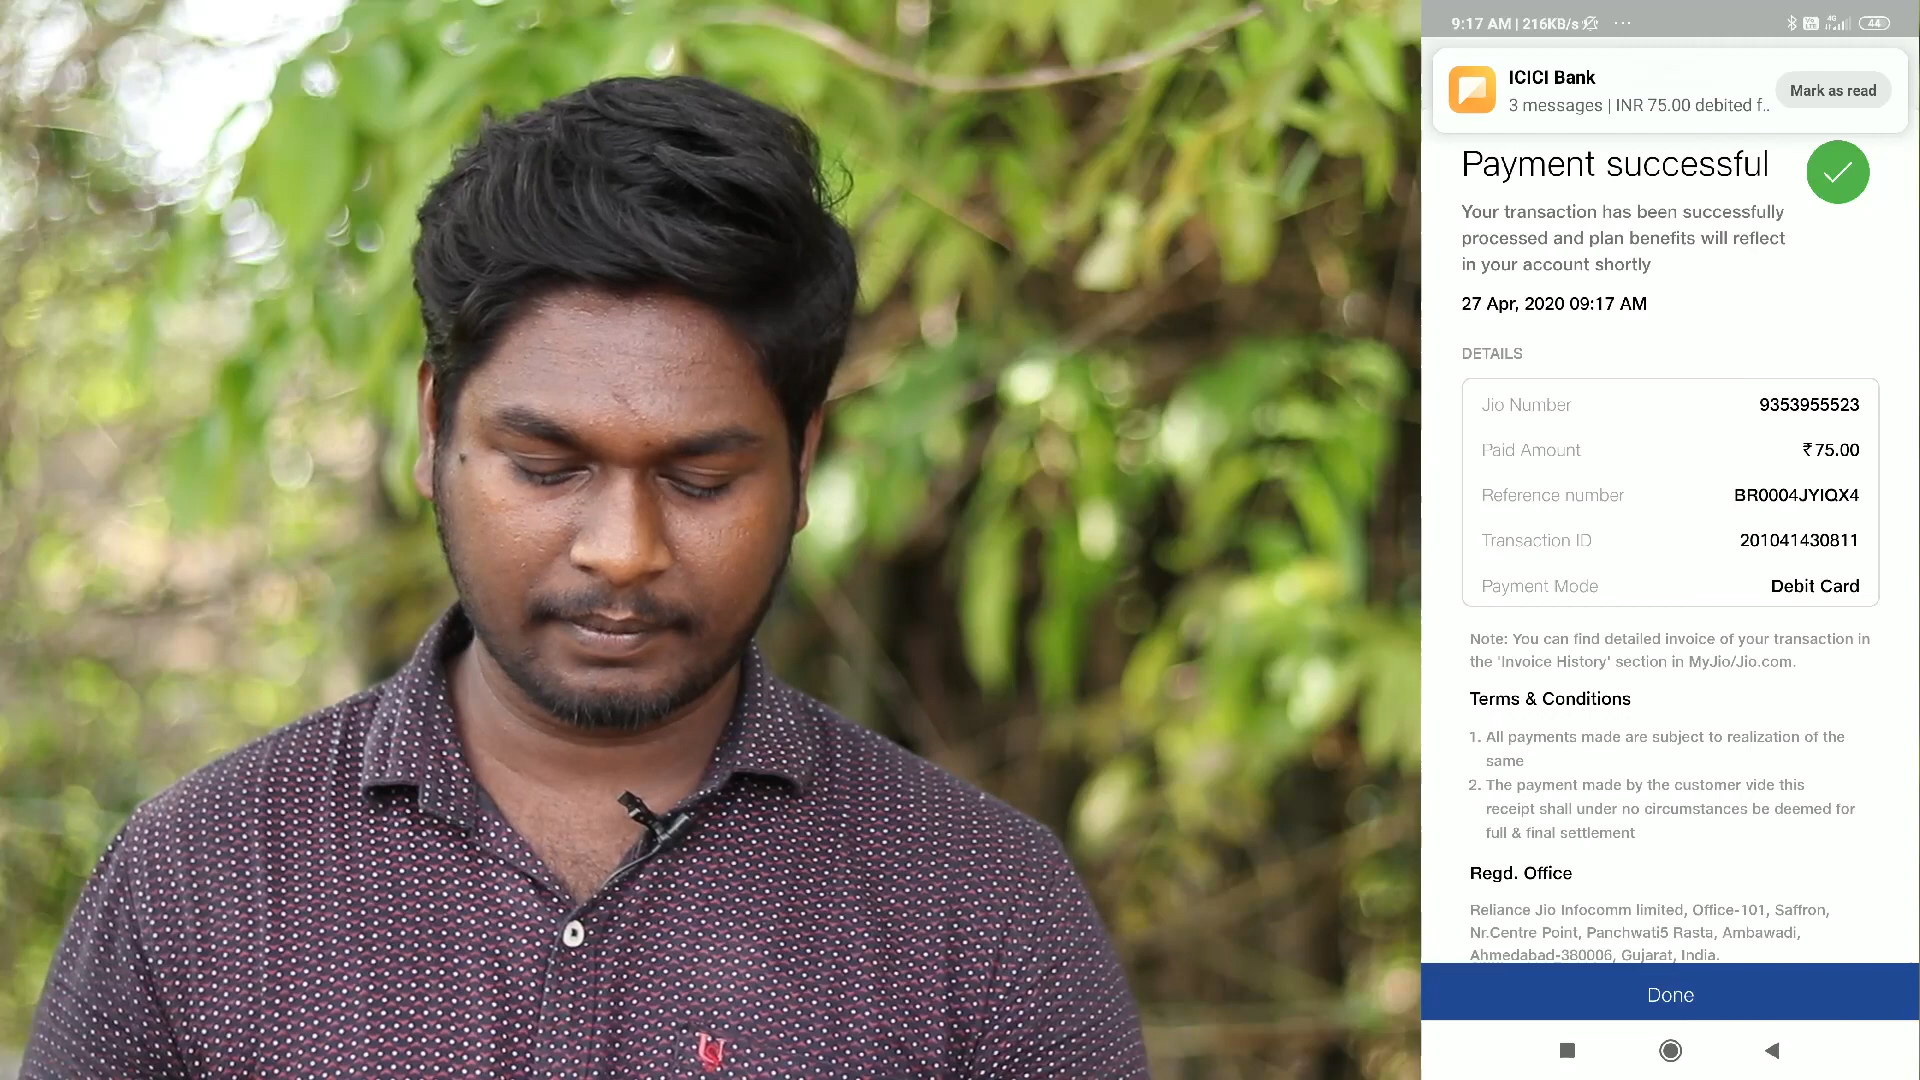 9:17 AM | 216KB/s ...
4G 44
ICICI Bank
3 messages | INR 75.00 debited f..
Mark as read
Payment successful
Your transaction has been successfully
processed and plan benefits will reflect
in your account shortly
27 Apr, 2020 09:17 AM
DETAILS
Jio Number 9353955523
Paid Amount ₹75.00
Reference number BR0004JYIQX4
Transaction ID 201041430811
Payment Mode Debit Card
Note: You can find detailed invoice of your transaction in
the 'Invoice History' section in MyJio/Jio.com.
Terms & Conditions
1. All payments made are subject to realization of the
same
2. The payment made by the customer vide this
receipt shall under no circumstances be deemed for
full & final settlement
Regd. Office
Reliance Jio Infocomm limited, Office-101, Saffron,
Nr.Centre Point, Panchwati5 Rasta, Ambawadi,
Ahmedabad-380006, Gujarat, India.
Done